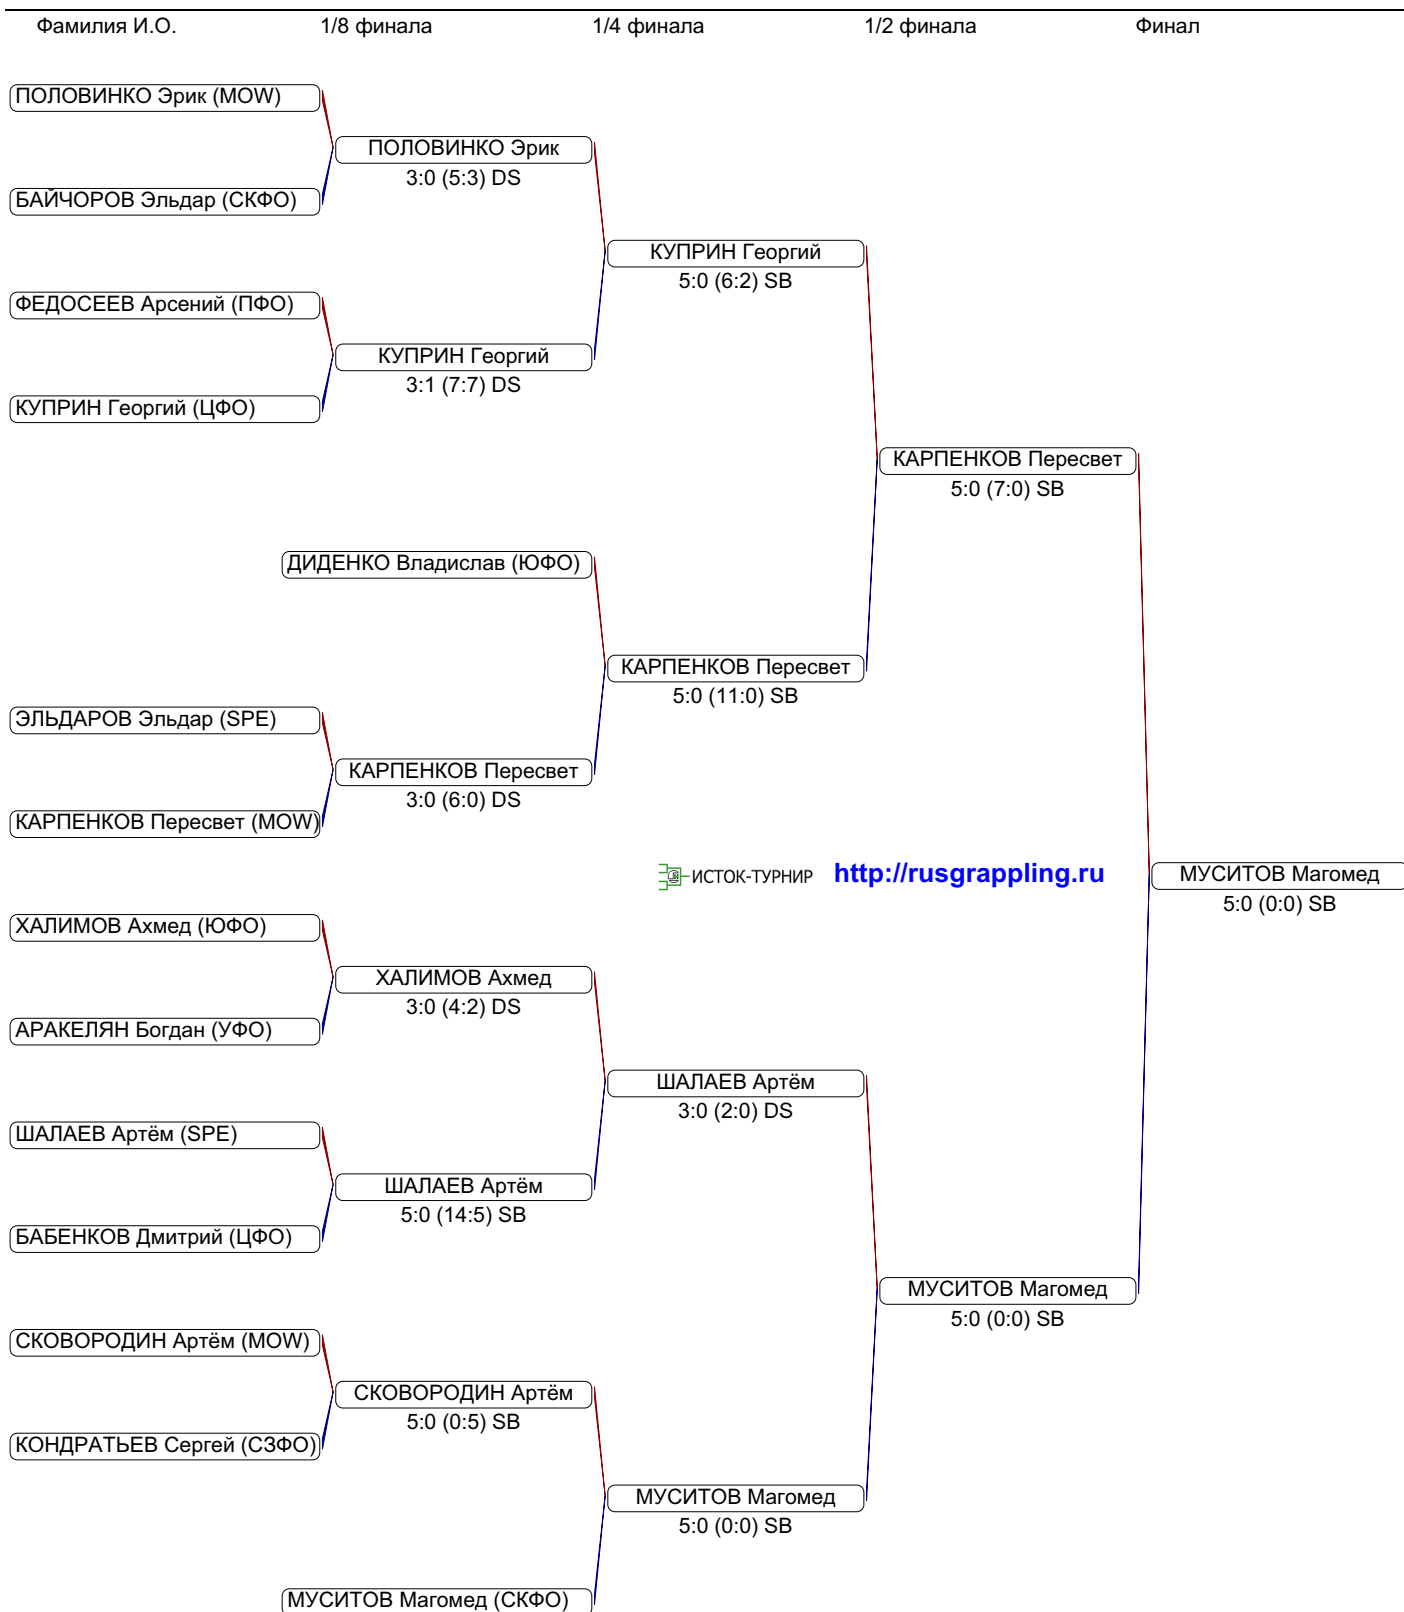 Фамилия И.О. 1/8 финала 1/4 финала 1/2 финала Финал
ПОЛОВИНКО Эрик (MOW)
ПОЛОВИНКО Эрик
3:0 (5:3) DS
БАЙЧОРОВ Эльдар (СКФО)
КУПРИН Георгий
5:0 (6:2) SB
ФЕДОСЕЕВ Арсений (ПФО)
КУПРИН Георгий
3:1 (7:7) DS
КУПРИН Георгий (ЦФО)
КАРПЕНКОВ Пересвет
5:0 (7:0) SB
ДИДЕНКО Владислав (ЮФО)
КАРПЕНКОВ Пересвет
5:0 (11:0) SB
ЭЛЬДАРОВ Эльдар (SPE)
КАРПЕНКОВ Пересвет
3:0 (6:0) DS
КАРПЕНКОВ Пересвет (MOW)
ИСТОК-ТУРНИР http://rusgrappling.ru
МУСИТОВ Магомед
5:0 (0:0) SB
ХАЛИМОВ Ахмед (ЮФО)
ХАЛИМОВ Ахмед
3:0 (4:2) DS
АРАКЕЛЯН Богдан (УФО)
ШАЛАЕВ Артём
3:0 (2:0) DS
ШАЛАЕВ Артём (SPE)
ШАЛАЕВ Артём
5:0 (14:5) SB
БАБЕНКОВ Дмитрий (ЦФО)
МУСИТОВ Магомед
5:0 (0:0) SB
СКОВОРОДИН Артём (MOW)
СКОВОРОДИН Артём
5:0 (0:5) SB
КОНДРАТЬЕВ Сергей (СЗФО)
МУСИТОВ Магомед
5:0 (0:0) SB
МУСИТОВ Магомед (СКФО)